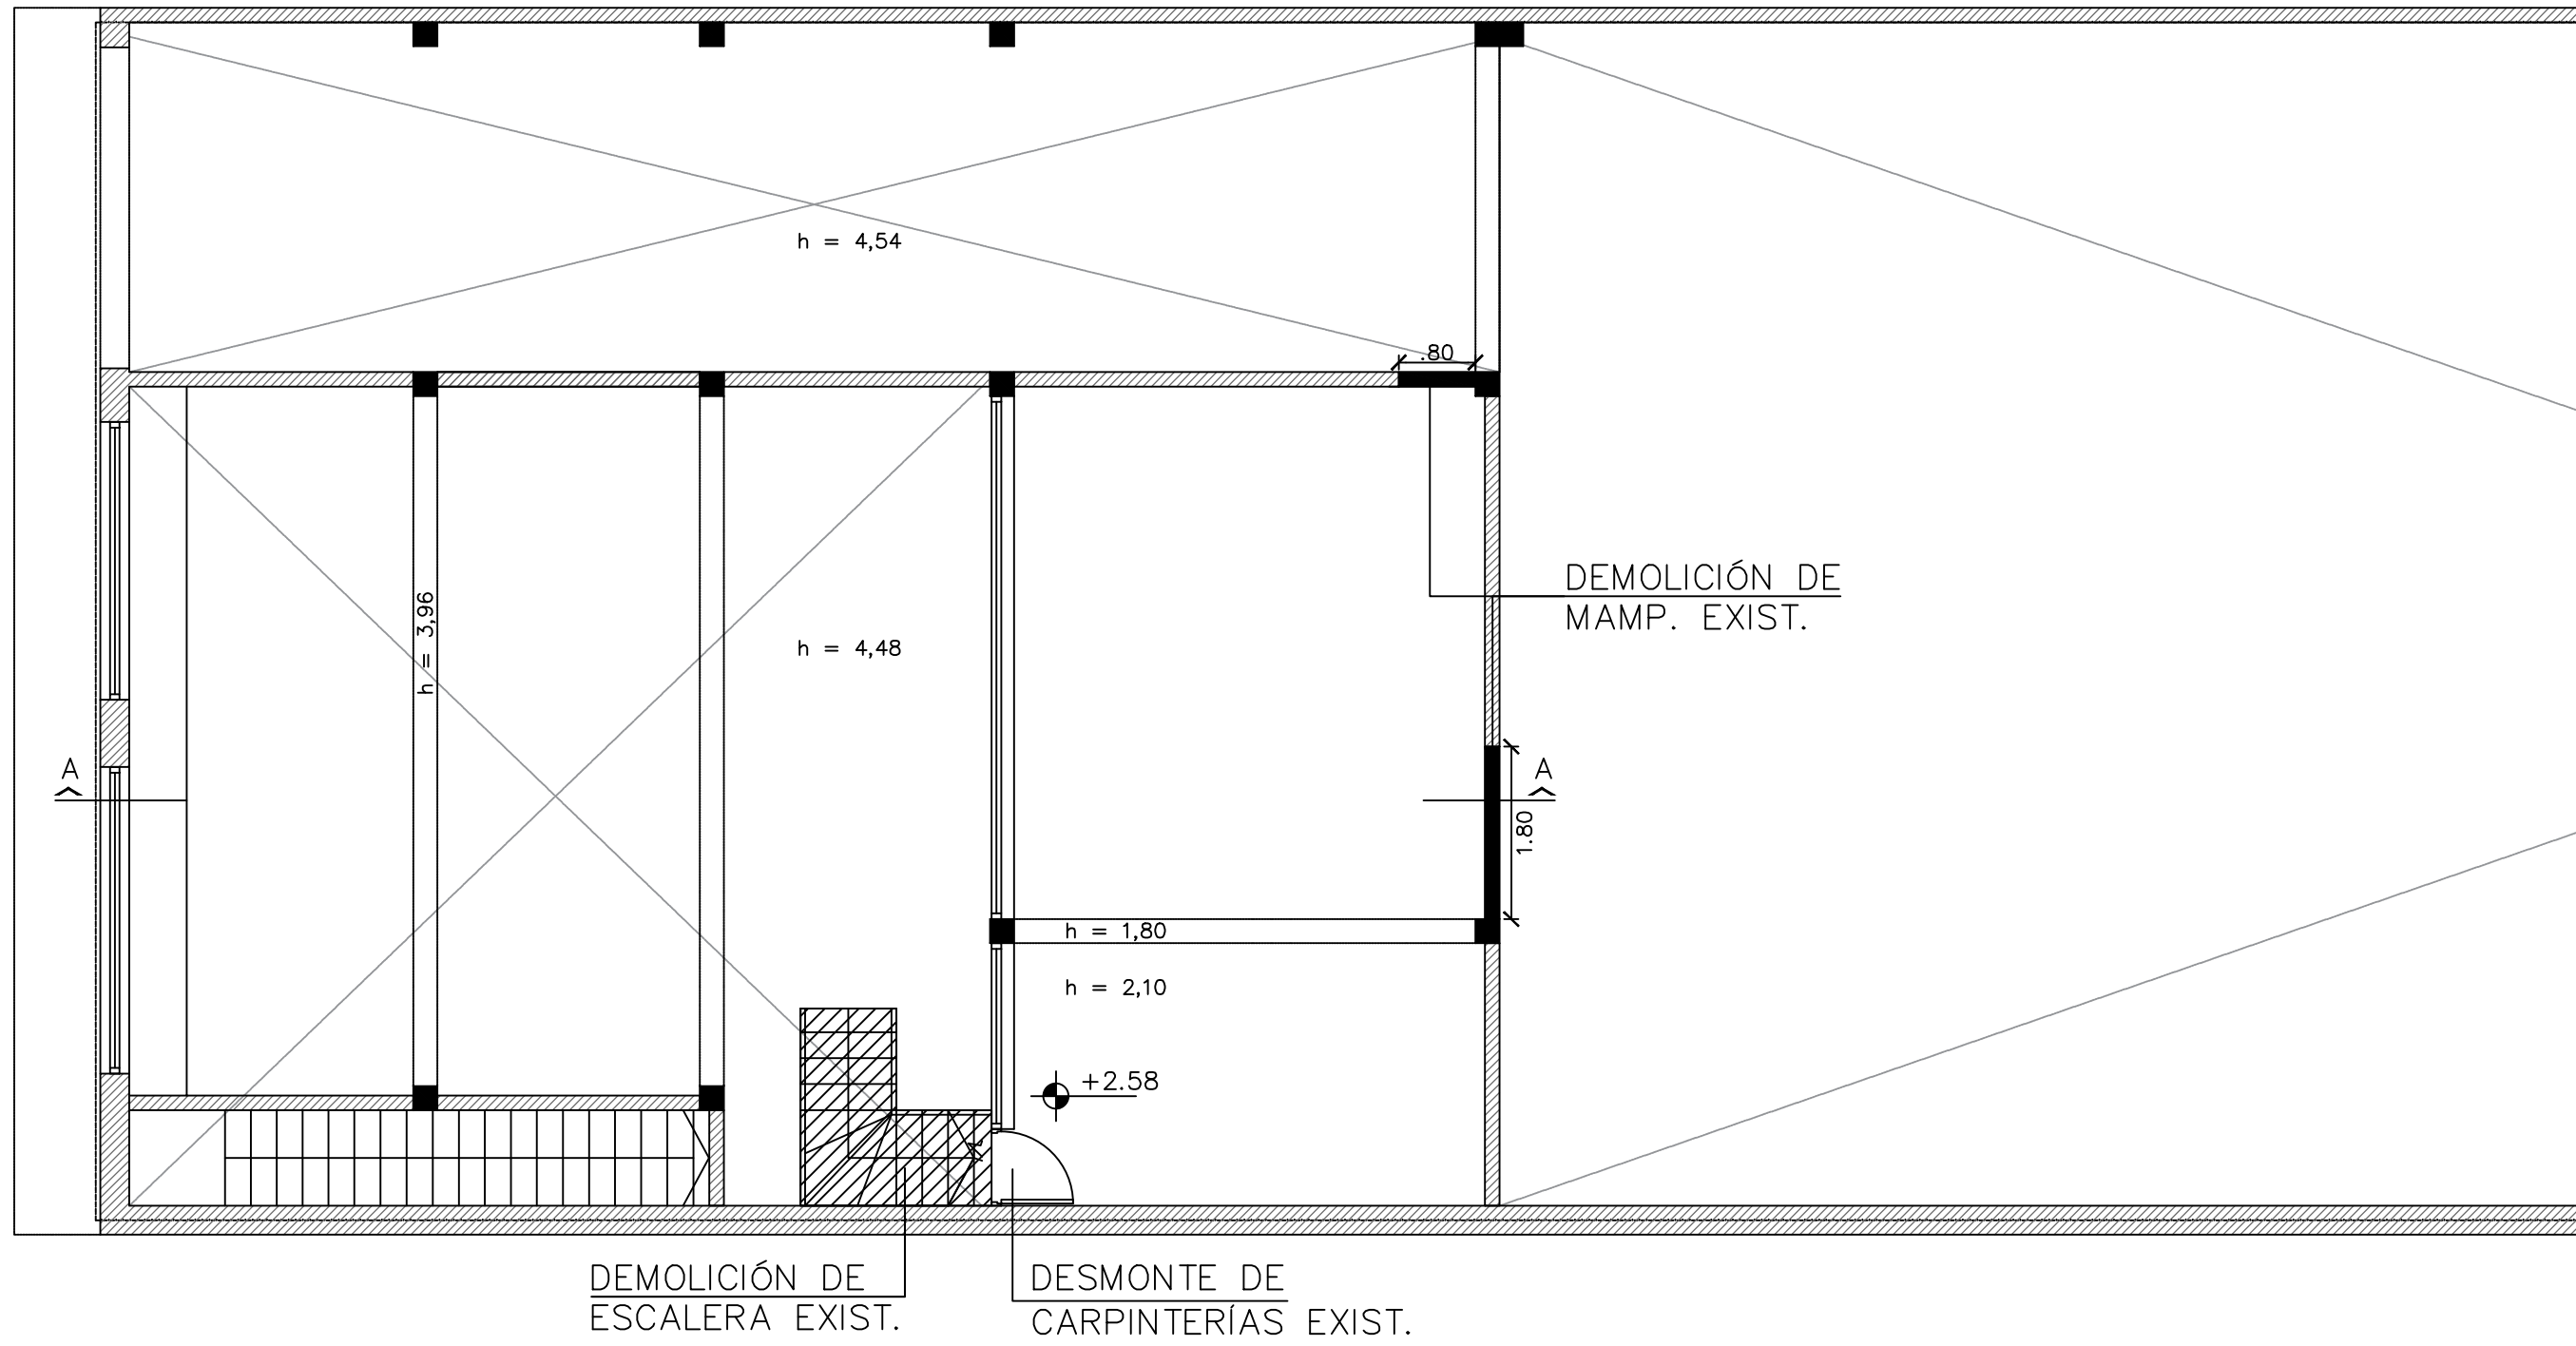 h = 4,54
.80
DEMOLICIÓN DE
MAMP. EXIST.
h = 3,96
h = 4,48
A
A
1.80
h = 1,80
h = 2,10
+2.58
DEMOLICIÓN DE
ESCALERA EXIST.
DESMONTE DE
CARPINTERÍAS EXIST.